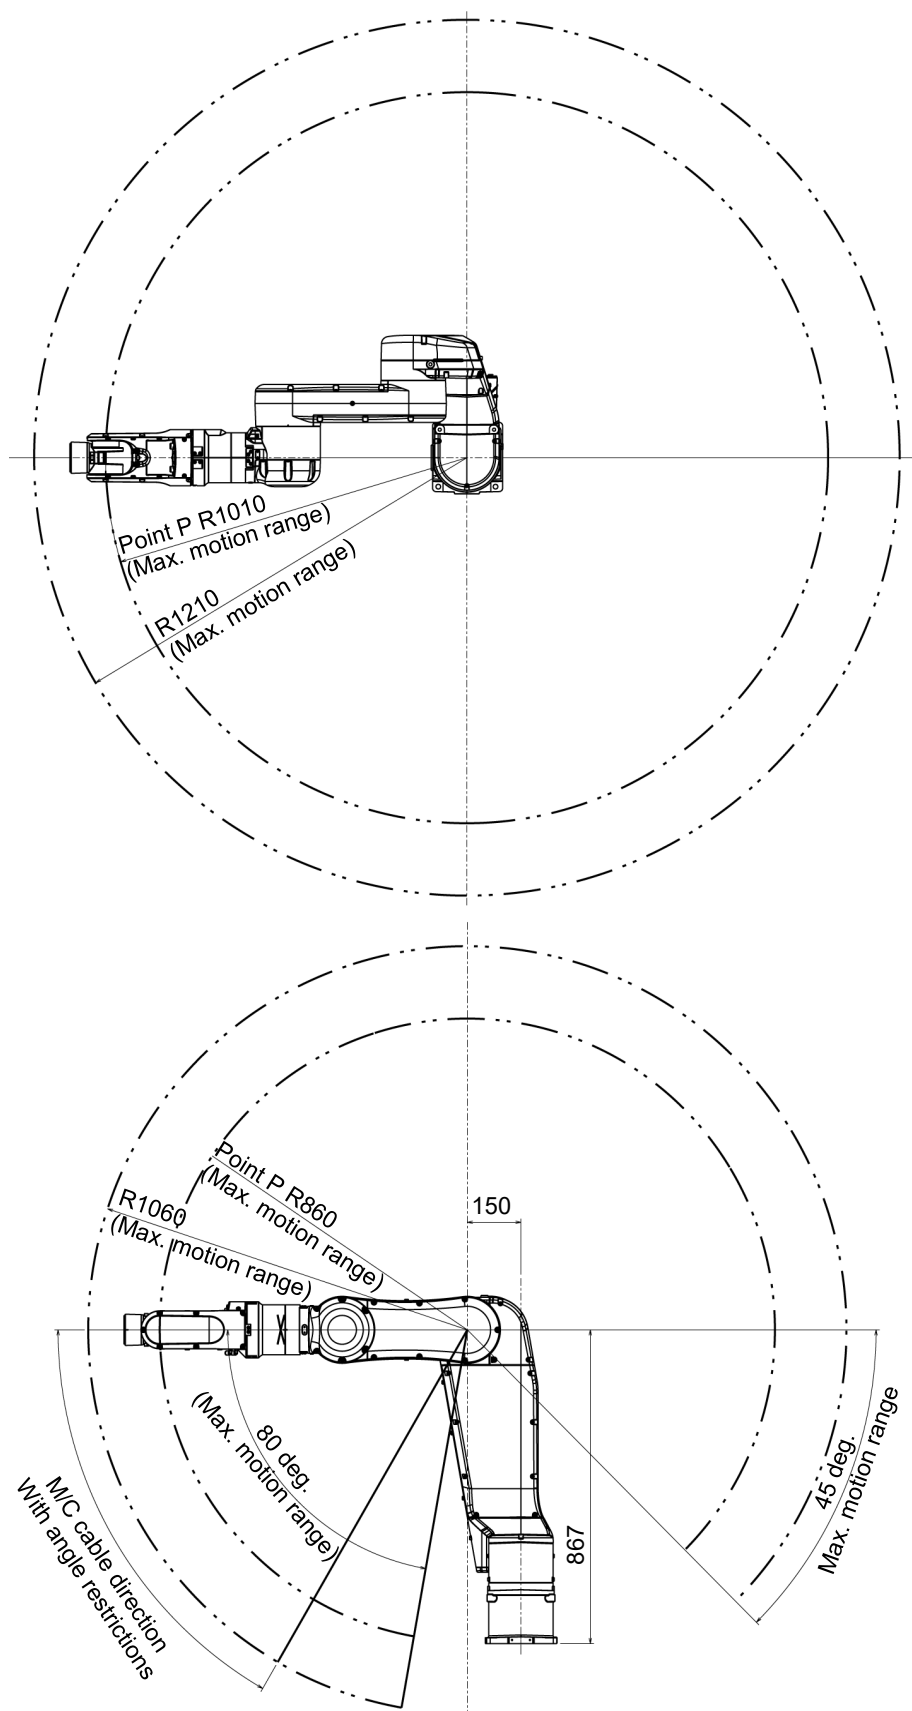 Point P R1010
(Max. motion range)
R1210
(Max. motion range)
Point P R860
(Max. motion range)
R1060
(Max. motion range)
150
80 deg.
(Max. motion range)
M/C cable direction
With angle restrictions
867
45 deg.
Max. motion range